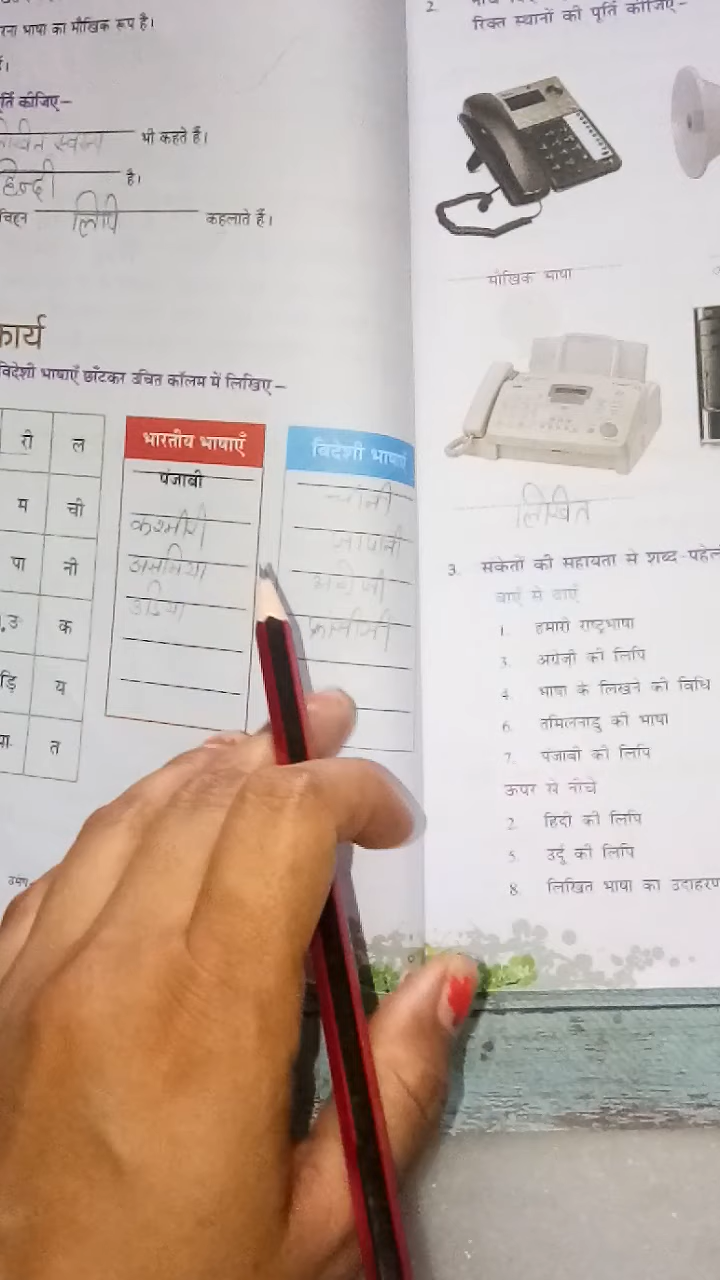 रना भाषा का मौखिक रूप है।
र्ति कीजिए–
भी कहते हैं।
हिन्दी है।
चिह्न लिपि कहलाते हैं।
कार्य
विदेशी भाषाएँ छाँटकर उचित कॉलम में लिखिए–
री ल
म ची
पा नी
उ क
ड़ि य
त
भारतीय भाषाएँ
पंजाबी
कश्मीरी
असमिया
उडिया
विदेशी भाषाएँ
जापानी
फ्रांसीसी
2.
रिक्त स्थानों की पूर्ति कीजिए–
मौखिक भाषा
लिखित
3. संकेतों की सहायता से शब्द-पहेल
बाएँ से दाएँ
1. हमारी राष्ट्रभाषा
3. अंग्रेजी की लिपि
4. भाषा के लिखने की विधि
6. तमिलनाडु की भाषा
7. पंजाबी की लिपि
ऊपर से नीचे
2. हिंदी की लिपि
5. उर्दू की लिपि
8. लिखित भाषा का उदाहरण